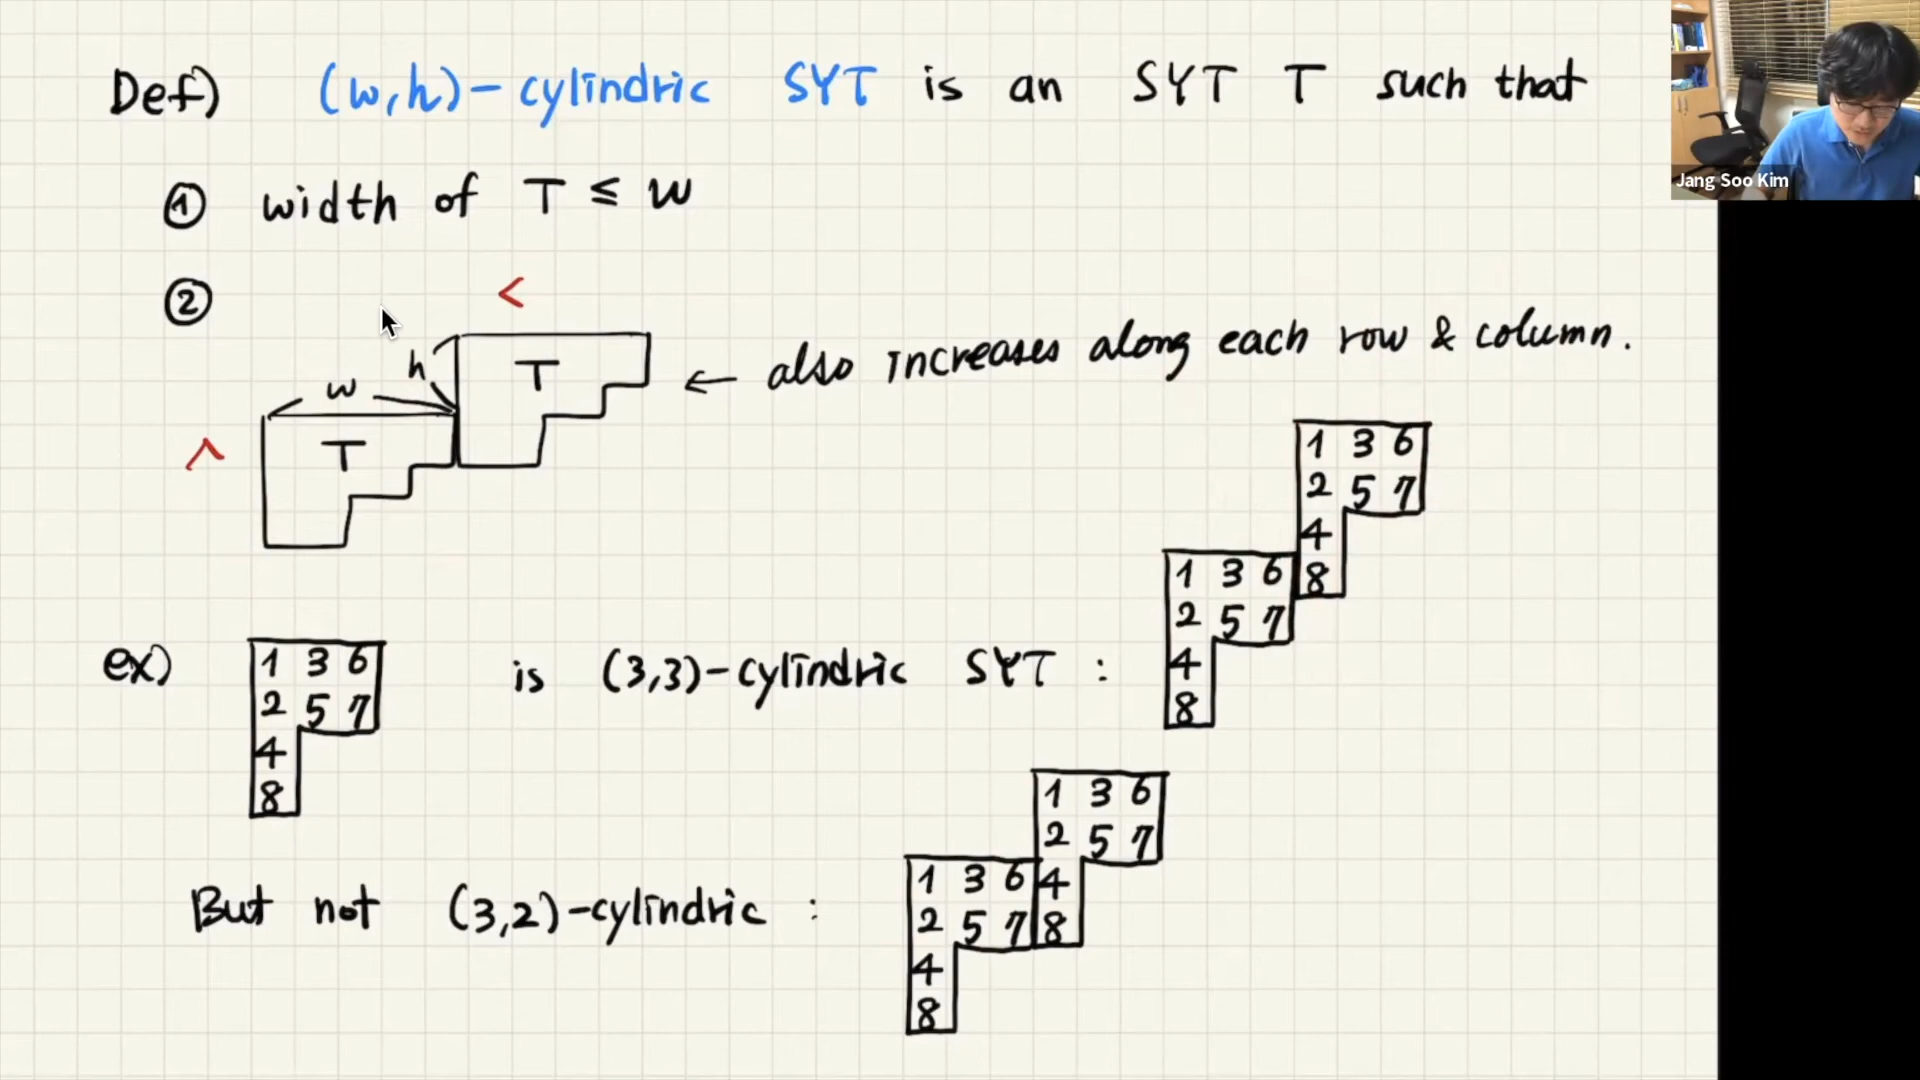 Def) (w,h)-cylindric SYT is an SYT T such that
Jang Soo Kim
① width of T ≤ w
②
<
h T
← also increases along each row & column.
w
∧ T
1 3 6
2 5 7
4
8
1 3 6
2 5 7
4
8
ex)
1 3 6
2 5 7
4
8
is (3,3)-cylindric SYT :
1 3 6
2 5 7
4
8
But not (3,2)-cylindric :
1 3 6
2 5 7
4
8